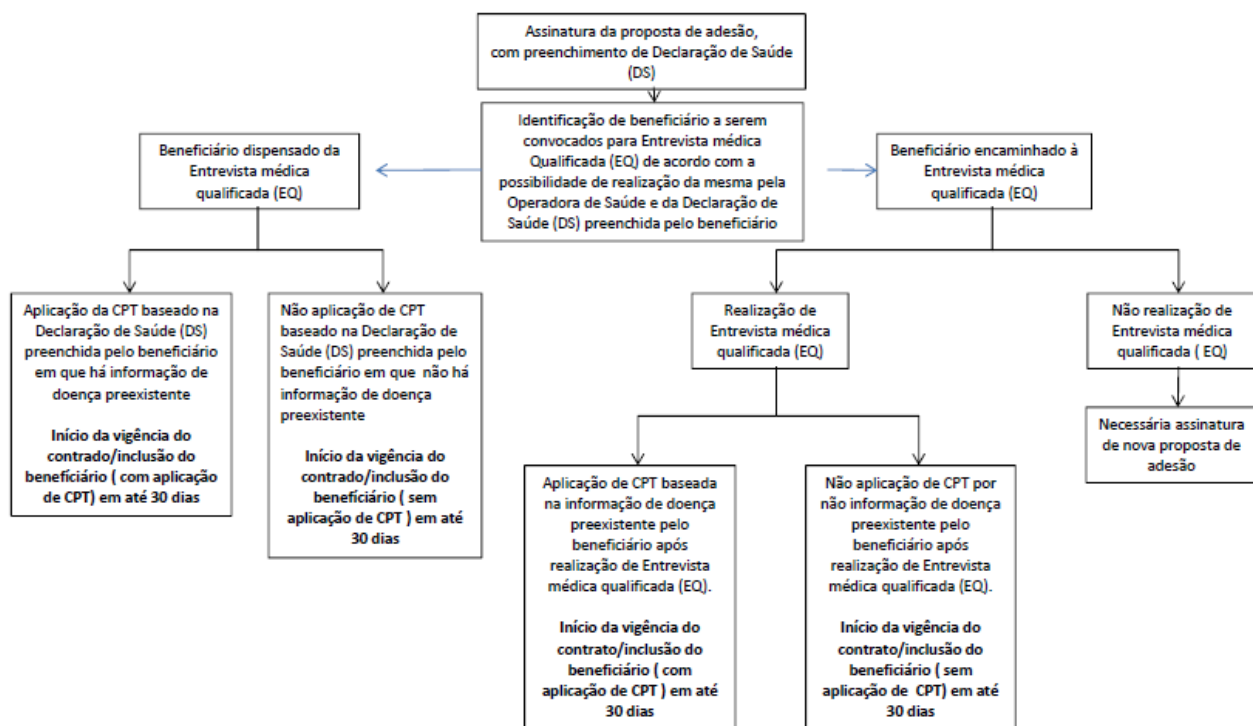 Assinatura da proposta de adesão,
com preenchimento de Declaração de Saúde
(DS)
Identificação de beneficiário a serem
convocados para Entrevista médica
Qualificada (EQ) de acordo com a
possibilidade de realização da mesma pela
Operadora de Saúde e da Declaração de
Saúde (DS) preenchida pelo beneficiário
Beneficiário dispensado da
Entrevista médica
qualificada (EQ)
Beneficiário encaminhado à
Entrevista médica
qualificada (EQ)
Aplicação da CPT baseado na
Declaração de Saúde (DS)
preenchida pelo beneficiário
em que há informação de
doença preexistente
Início da vigência do
contrado/inclusão do
benefíciário ( com aplicação
de CPT) em até 30 dias
Não aplicação de CPT
baseado na Declaração de
Saúde (DS) preenchida pelo
beneficiário em que não há
informação de doença
preexistente
Início da vigência do
contrado/inclusão do
benefíciário ( sem
aplicação de CPT ) em até
30 dias
Realização de
Entrevista médica
qualificada (EQ)
Não realização de
Entrevista médica
qualificada ( EQ)
Necessária assinatura
de nova proposta de
adesão
Aplicação de CPT baseada
na informação de doença
preexistente pelo
beneficiário após
realização de Entrevista
médica qualificada (EQ).
Início da vigência do
contrato/inclusão do
beneficiário ( com
aplicação de CPT ) em até
30 dias
Não aplicação de CPT por
não informação de doença
preexistente pelo
beneficiário após
realização de Entrevista
médica qualificada (EQ).
Início da vigência do
contrato/inclusão do
beneficiário ( sem
aplicação de CPT) em até
30 dias